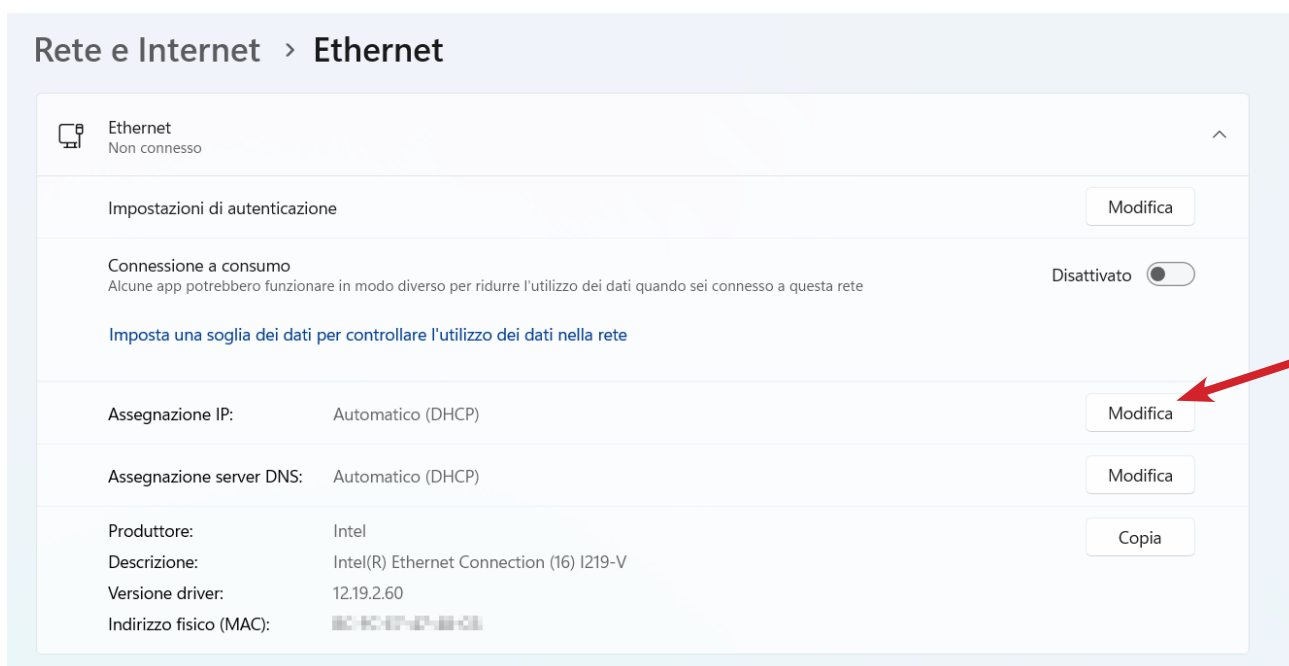 Rete e Internet > Ethernet
Ethernet
Non connesso
Impostazioni di autenticazione Modifica
Connessione a consumo
Alcune app potrebbero funzionare in modo diverso per ridurre l'utilizzo dei dati quando sei connesso a questa rete
Disattivato
Imposta una soglia dei dati per controllare l'utilizzo dei dati nella rete
Assegnazione IP: Automatico (DHCP) Modifica
Assegnazione server DNS: Automatico (DHCP) Modifica
Produttore: Intel Copia
Descrizione: Intel(R) Ethernet Connection (16) I219-V
Versione driver: 12.19.2.60
Indirizzo fisico (MAC):